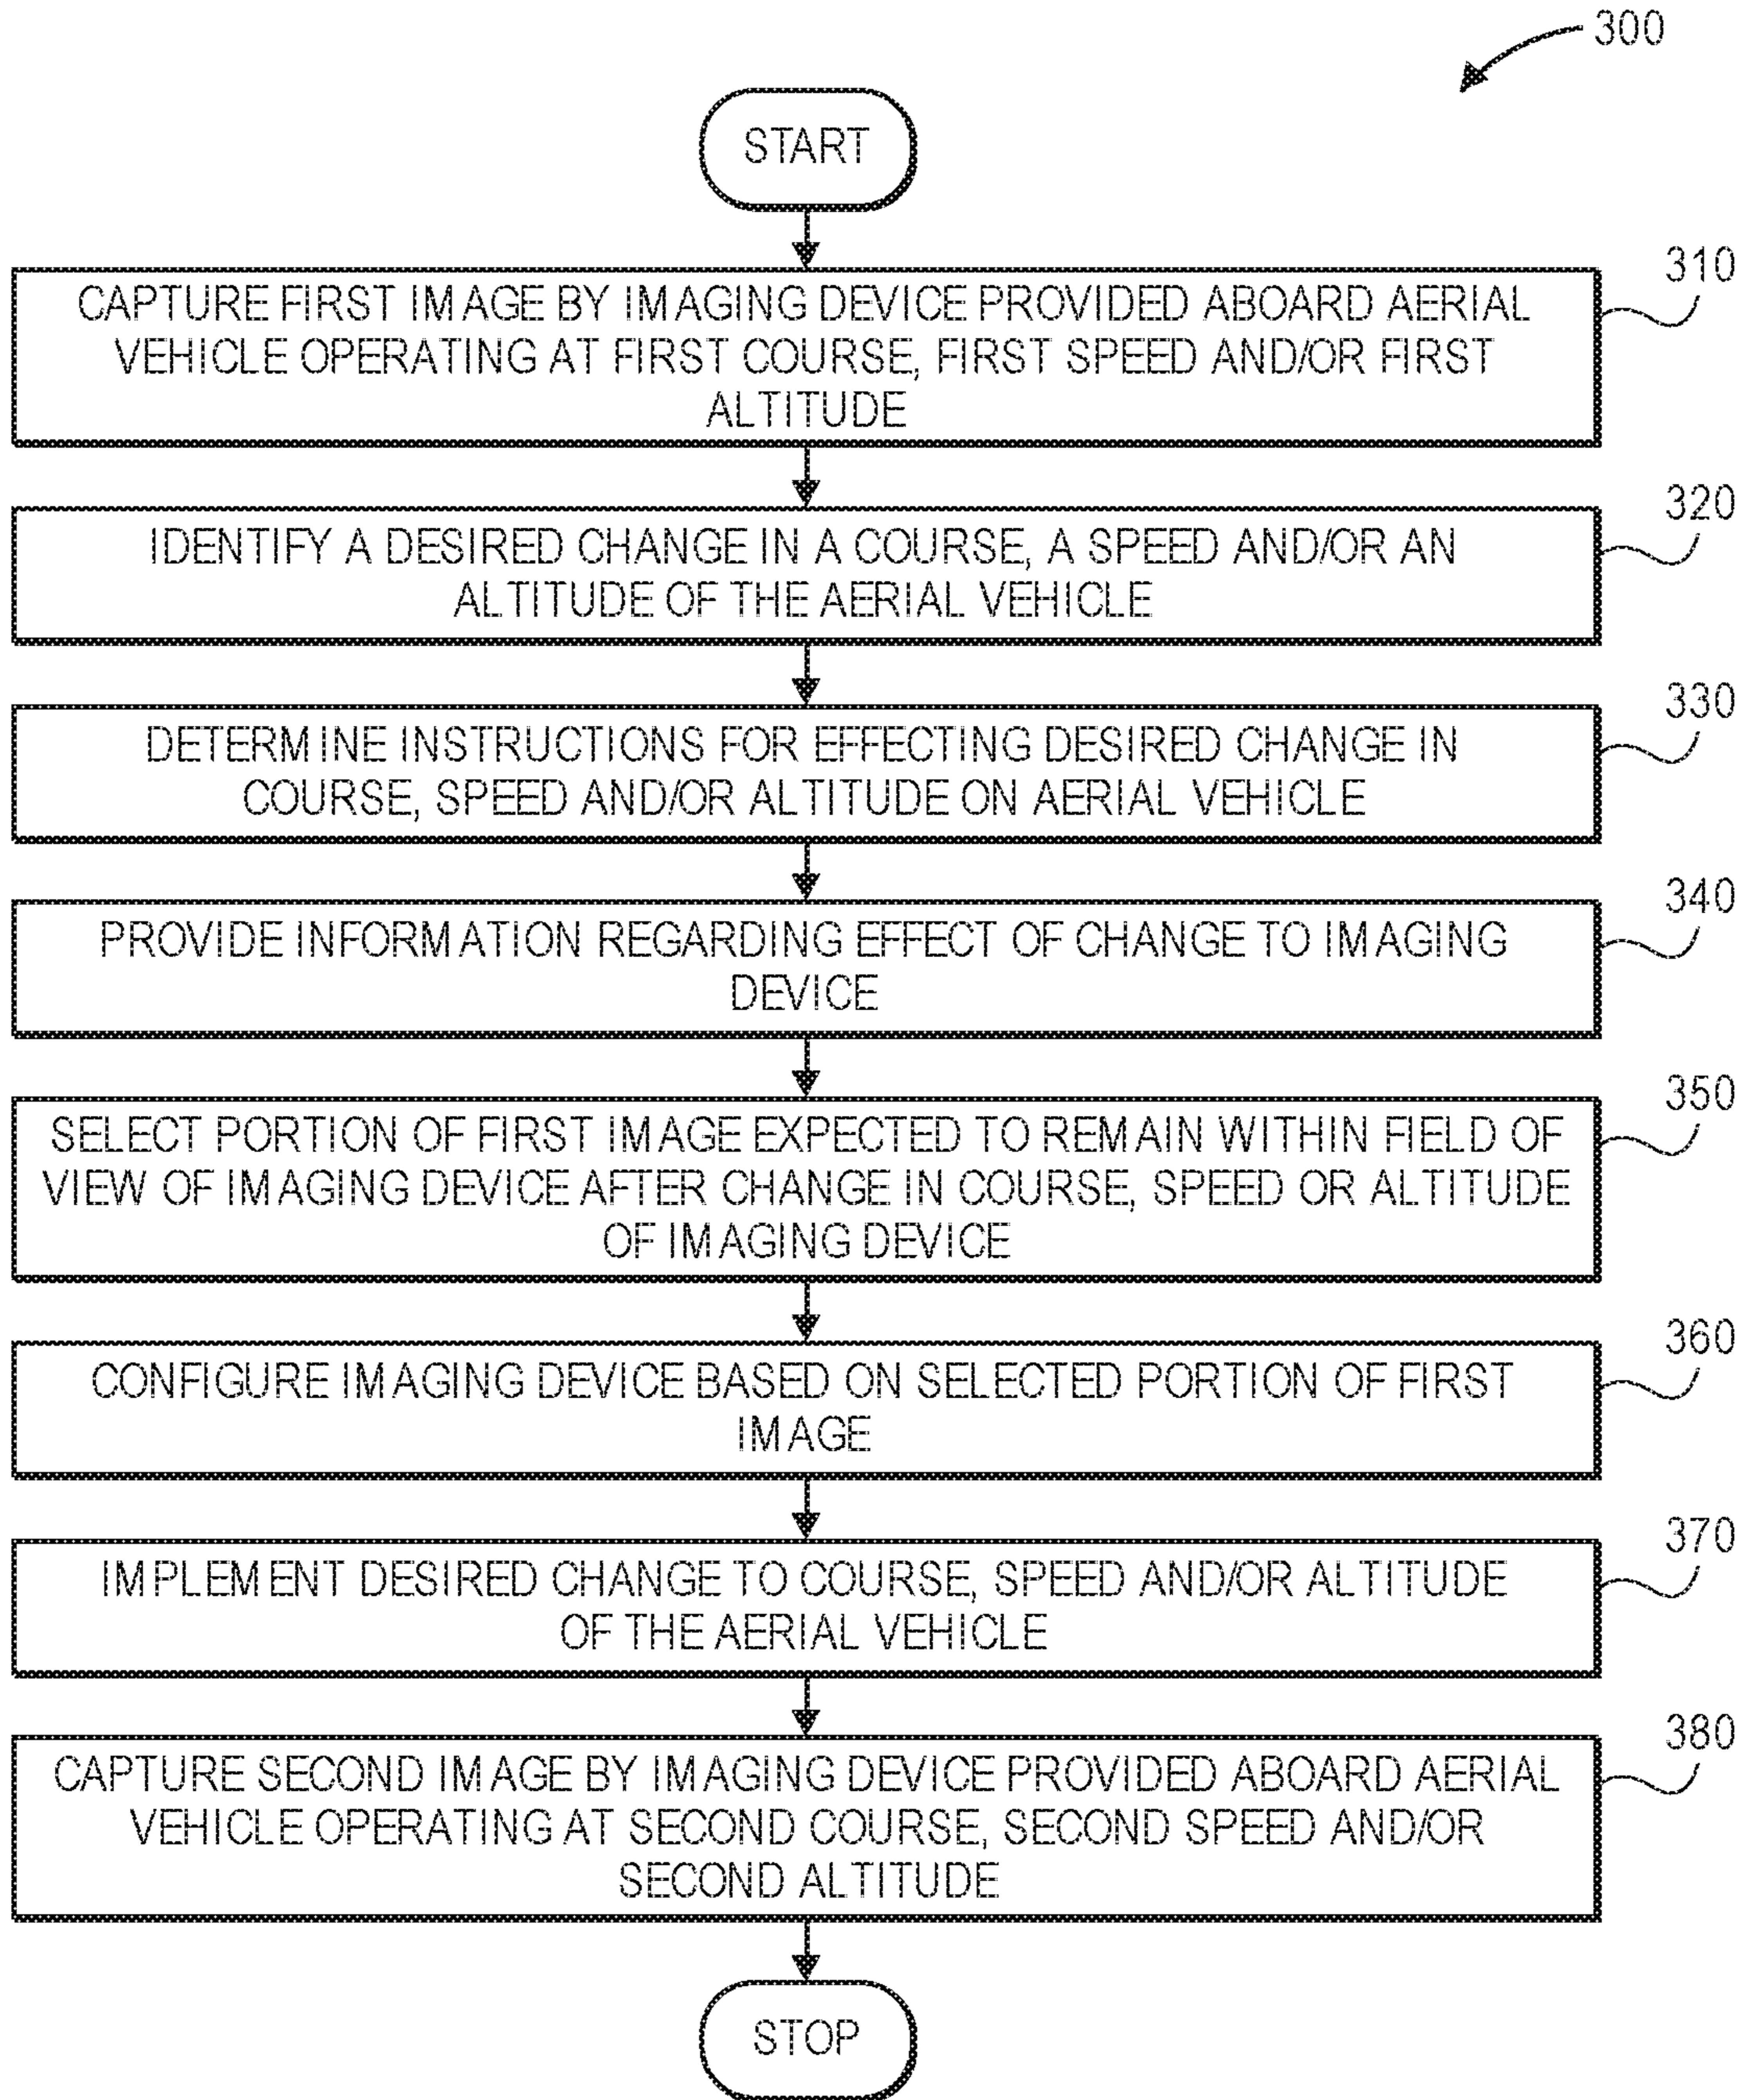 300
START
310
CAPTURE FIRST IMAGE BY IMAGING DEVICE PROVIDED ABOARD AERIAL
VEHICLE OPERATING AT FIRST COURSE, FIRST SPEED AND/OR FIRST
ALTITUDE
320
IDENTIFY A DESIRED CHANGE IN A COURSE, A SPEED AND/OR AN
ALTITUDE OF THE AERIAL VEHICLE
330
DETERMINE INSTRUCTIONS FOR EFFECTING DESIRED CHANGE IN
COURSE, SPEED AND/OR ALTITUDE ON AERIAL VEHICLE
340
PROVIDE INFORMATION REGARDING EFFECT OF CHANGE TO IMAGING
DEVICE
350
SELECT PORTION OF FIRST IMAGE EXPECTED TO REMAIN WITHIN FIELD OF
VIEW OF IMAGING DEVICE AFTER CHANGE IN COURSE, SPEED OR ALTITUDE
OF IMAGING DEVICE
360
CONFIGURE IMAGING DEVICE BASED ON SELECTED PORTION OF FIRST
IMAGE
370
IMPLEMENT DESIRED CHANGE TO COURSE, SPEED AND/OR ALTITUDE
OF THE AERIAL VEHICLE
380
CAPTURE SECOND IMAGE BY IMAGING DEVICE PROVIDED ABOARD AERIAL
VEHICLE OPERATING AT SECOND COURSE, SECOND SPEED AND/OR
SECOND ALTITUDE
STOP